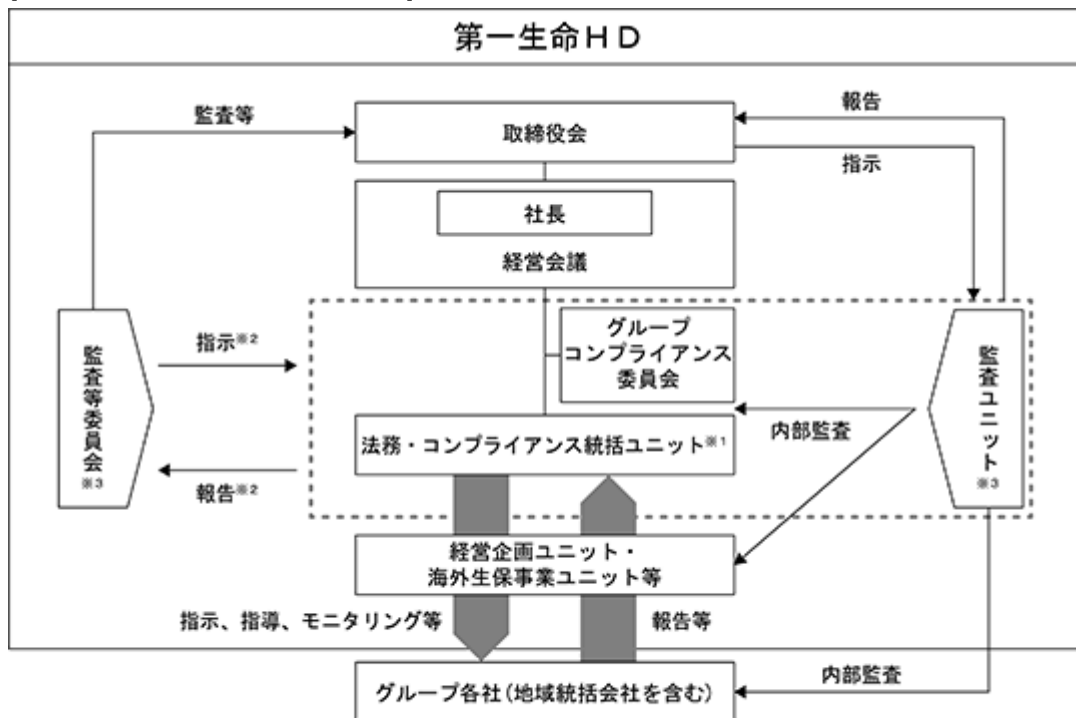 第一生命ＨＤ
監査等
報告
取締役会
指示
社長
経営会議
グループ
コンプライアンス
委員会
指示※2
監査等委員会
※3
監査ユニット
※3
内部監査
法務・コンプライアンス統括ユニット※1
報告※2
経営企画ユニット・
海外生保事業ユニット等
指示、指導、モニタリング等
報告等
内部監査
グループ各社（地域統括会社を含む）